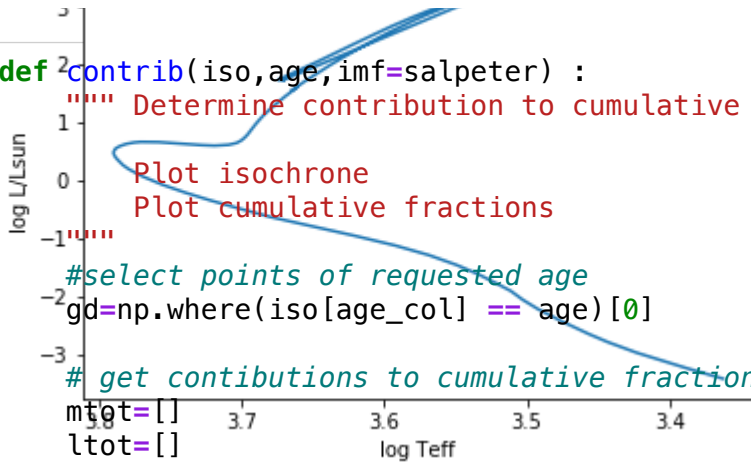 3
2
def contrib(iso,age,imf=salpeter) :
""" Determine contribution to cumulative
1
Plot isochrone
0
Plot cumulative fractions
log L/Lsun
−1
"""
#select points of requested age
−2
gd=np.where(iso[age_col] == age)[0]
−3
# get contibutions to cumulative fraction
mtot=[]
3.8 3.7 3.6 3.5 3.4
ltot=[]
log Teff